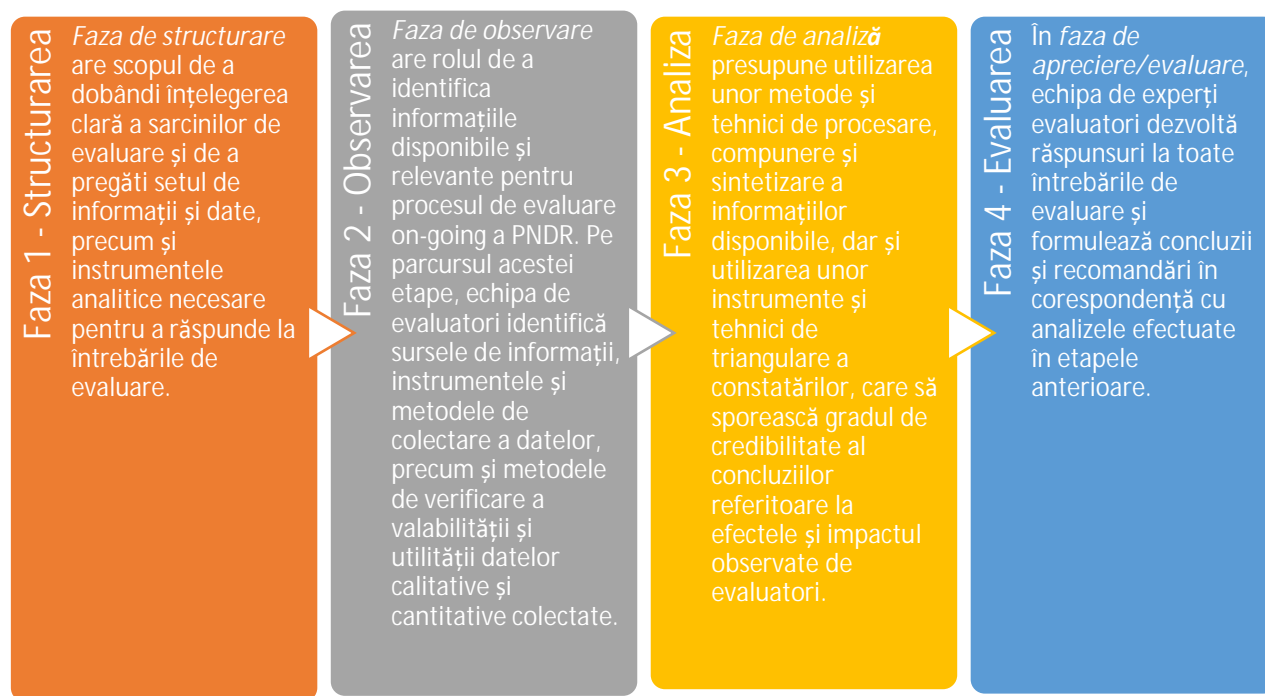 Faza 1 - Structurarea
Faza de structurare
are scopul de a
dobândi înțelegerea
clară a sarcinilor de
evaluare și de a
pregăti setul de
informații și date,
precum și
instrumentele
analitice necesare
pentru a răspunde la
întrebările de
evaluare.
Faza 2 - Observarea
Faza de observare
are rolul de a
identifica
informațiile
disponibile și
relevante pentru
procesul de evaluare
on-going a PNDR. Pe
parcursul acestei
etape, echipa de
evaluatori identifică
sursele de informații,
instrumentele și
metodele de
colectare a datelor,
precum și metodele
de verificare a
valabilității și
utilității datelor
calitative și
cantitative colectate.
Faza 3 - Analiza
Faza de analiză
presupune utilizarea
unor metode și
tehnici de procesare,
compunere și
sintetizare a
informațiilor
disponibile, dar și
utilizarea unor
instrumente și
tehnici de
triangulare a
constatărilor, care să
sporească gradul de
credibilitate al
concluziilor
referitoare la
efectele și impactul
observate de
evaluatori.
Faza 4 - Evaluarea
În faza de
apreciere/evaluare,
echipa de experți
evaluatori dezvoltă
răspunsuri la toate
întrebările de
evaluare și
formulează concluzii
și recomandări în
corespondență cu
analizele efectuate
în etapele
anterioare.